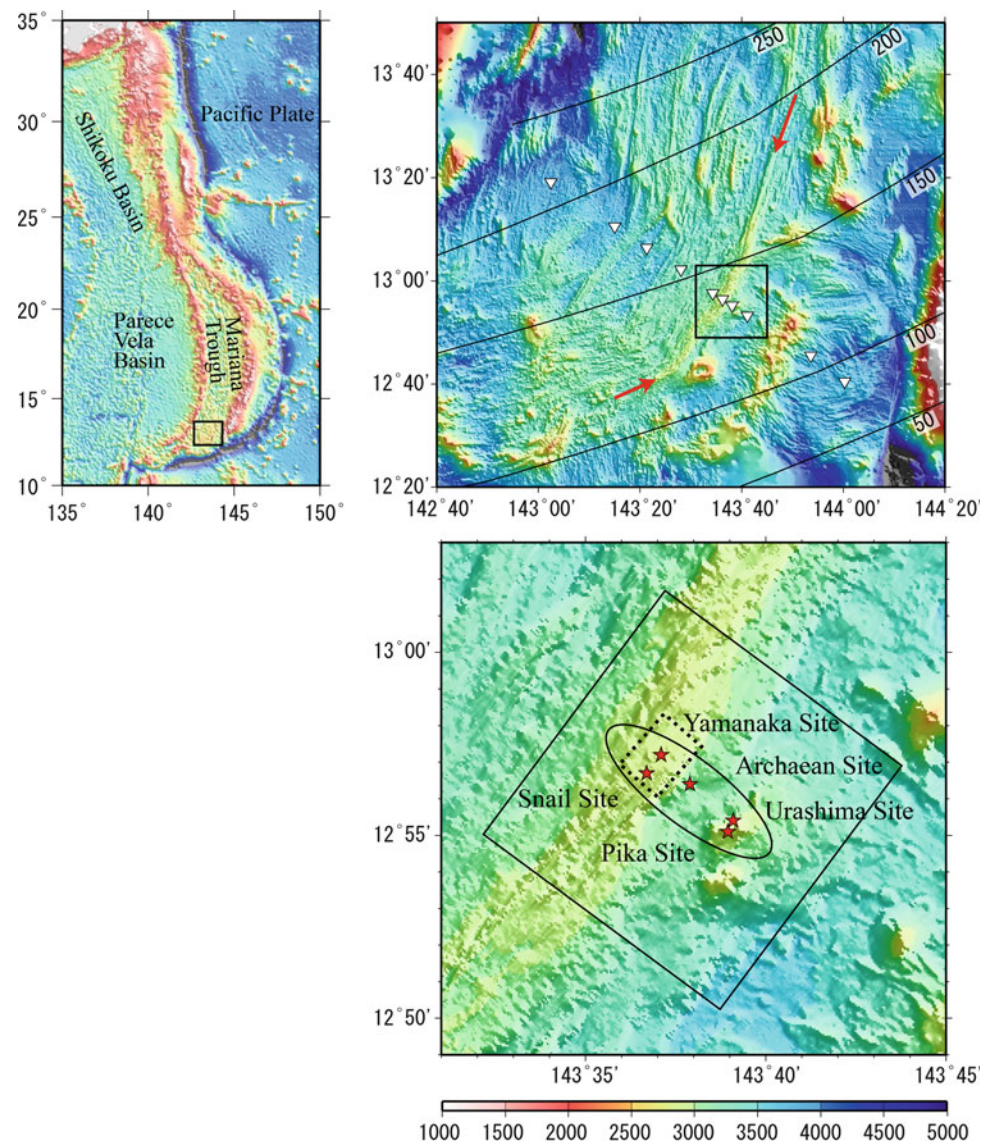 35°
30°
25°
20°
15°
10°
135°
140°
145°
150°
Pacific Plate
Shikoku Basin
Parece
Vela
Basin
Mariana
Trough
13°40'
13°20'
13°00'
12°40'
12°20'
142°40'
143°00'
143°20'
143°40'
144°00'
144°20'
250
200
150
100
50
13°00'
12°55'
12°50'
143°35'
143°40'
143°45'
Yamanaka Site
Archaean Site
Snail Site
Urashima Site
Pika Site
1000 1500 2000 2500 3000 3500 4000 4500 5000